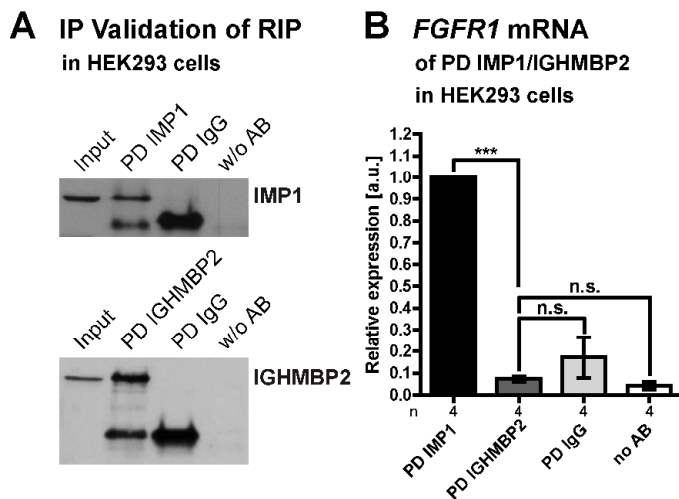 A IP Validation of RIP
in HEK293 cells
Input PD IMP1 PD IgG w/o AB
IMP1
Input PD IGHMBP2 PD IgG w/o AB
IGHMBP2
B FGFR1 mRNA
of PD IMP1/IGHMBP2
in HEK293 cells
Relative expression [a.u.]
1.2
1.1
1.0
0.9
0.8
0.7
0.6
0.5
0.4
0.3
0.2
0.1
0.0
***
n.s.
n.s.
n 4 4 4 4
PD IMP1 PD IGHMBP2 PD IgG no AB